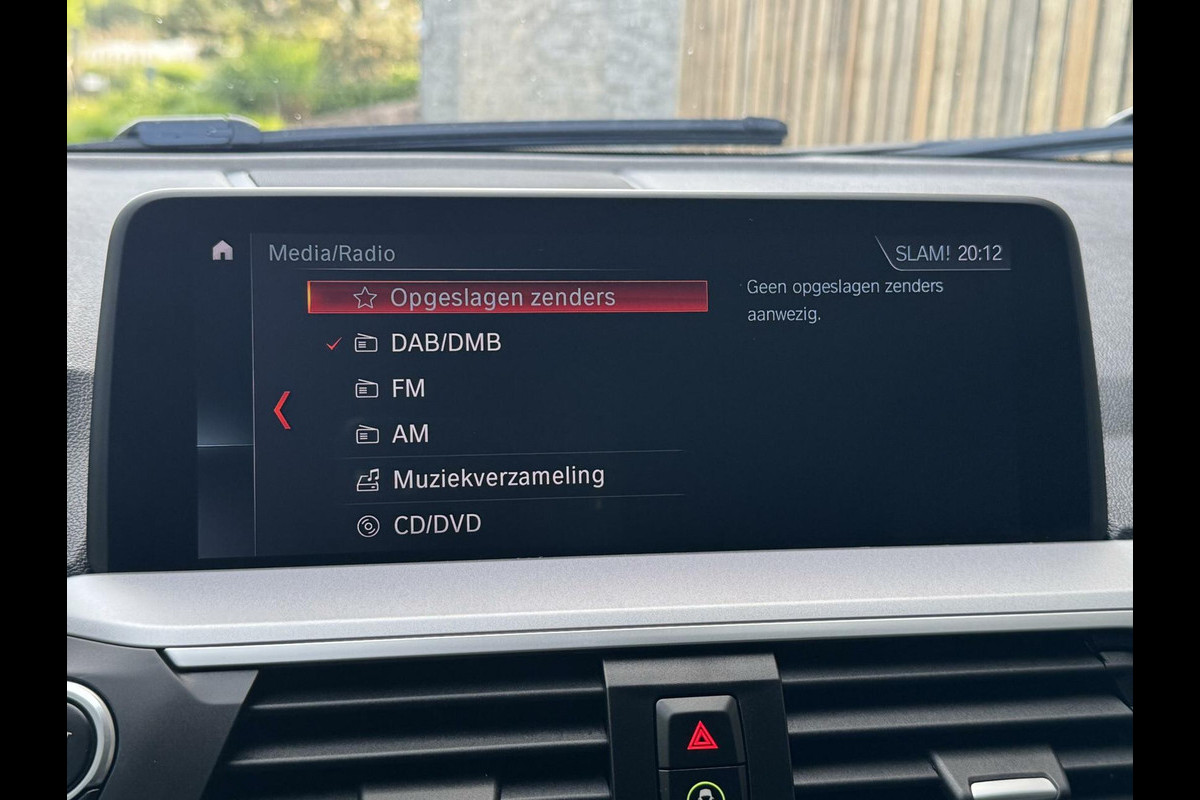 Media/Radio
SLAM! 20:12
Opgeslagen zenders
Geen opgeslagen zenders
aanwezig.
DAB/DMB
FM
AM
Muziekverzameling
CD/DVD